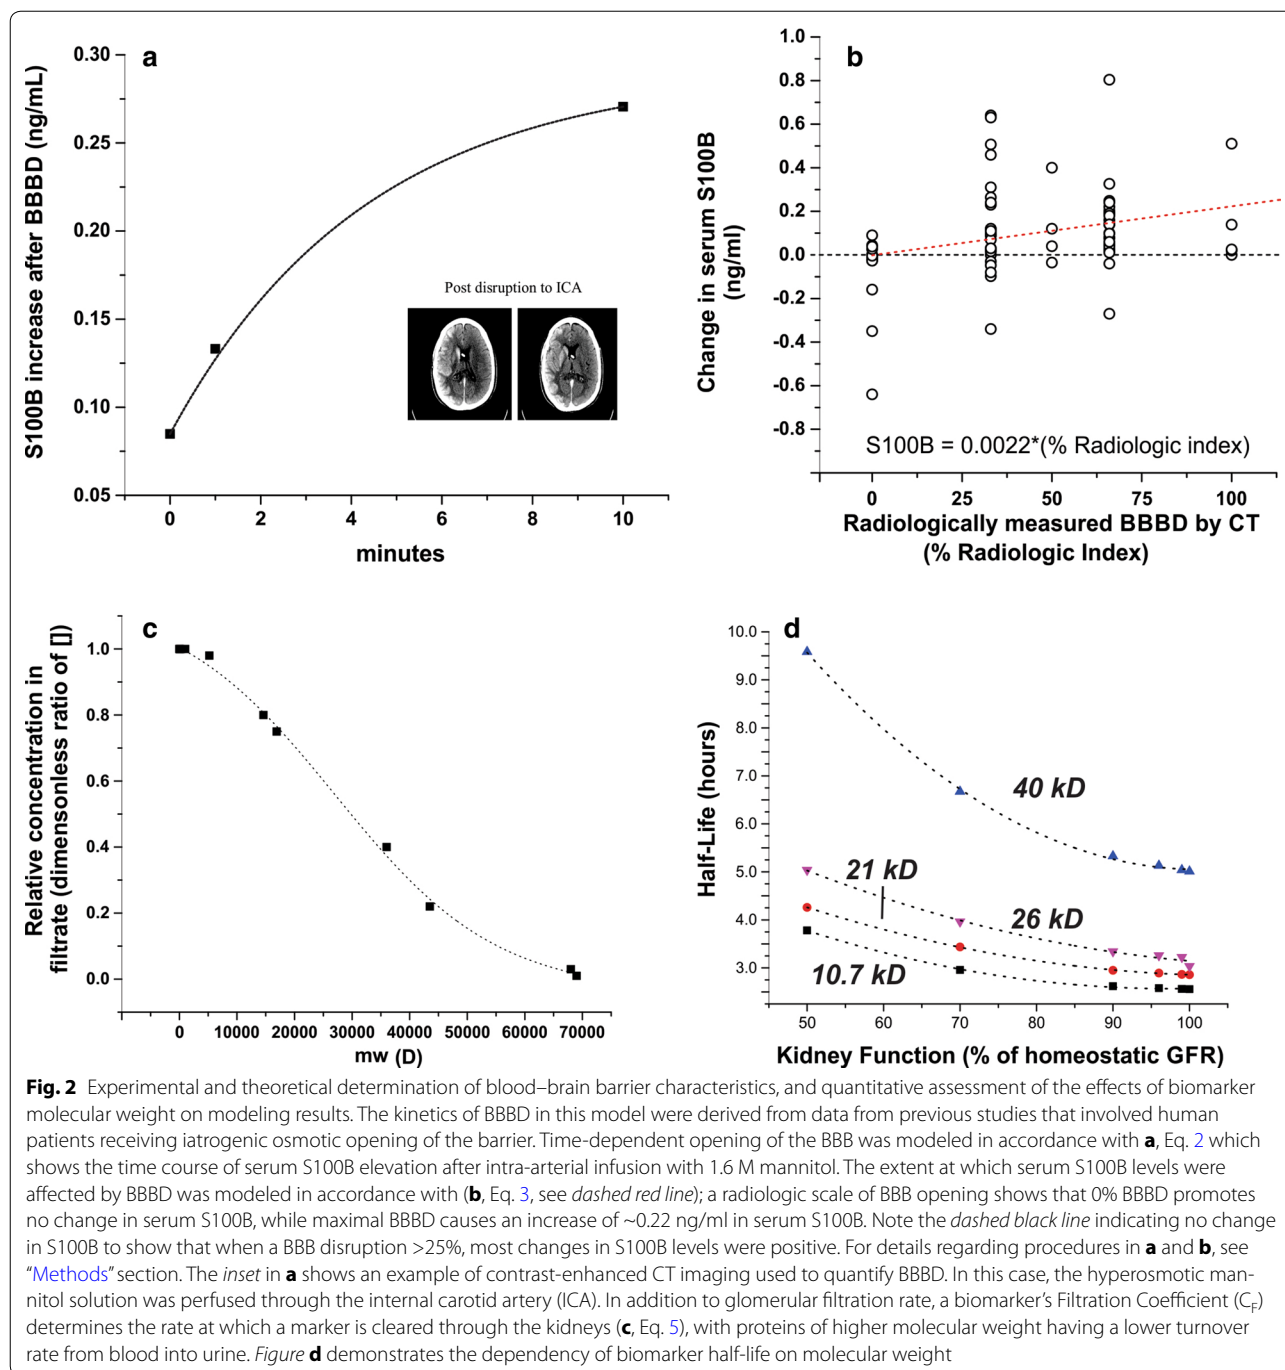 a
S100B increase after BBBD (ng/mL)
0.30
0.25
0.20
0.15
0.10
0.05
Post disruption to ICA
0
2
4
6
8
10
minutes
b
Change in serum S100B
(ng/ml)
1.0
0.8
0.6
0.4
0.2
0.0
-0.2
-0.4
-0.6
-0.8
S100B = 0.0022*(% Radiologic index)
0
25
50
75
100
Radiologically measured BBBD by CT
(% Radiologic Index)
c
Relative concentration in
filtrate (dimensonless ratio of [])
1.0
0.8
0.6
0.4
0.2
0.0
0
10000
20000
30000
40000
50000
60000
70000
mw (D)
d
Half-Life (hours)
10.0
9.0
7.0
6.0
5.0
4.0
3.0
40 kD
21 kD
26 kD
10.7 kD
50
60
70
80
90
100
Kidney Function (% of homeostatic GFR)
Fig. 2 Experimental and theoretical determination of blood–brain barrier characteristics, and quantitative assessment of the effects of biomarker
molecular weight on modeling results. The kinetics of BBBD in this model were derived from data from previous studies that involved human
patients receiving iatrogenic osmotic opening of the barrier. Time-dependent opening of the BBB was modeled in accordance with a, Eq. 2 which
shows the time course of serum S100B elevation after intra-arterial infusion with 1.6 M mannitol. The extent at which serum S100B levels were
affected by BBBD was modeled in accordance with (b, Eq. 3, see dashed red line); a radiologic scale of BBB opening shows that 0% BBBD promotes
no change in serum S100B, while maximal BBBD causes an increase of ~0.22 ng/ml in serum S100B. Note the dashed black line indicating no change
in S100B to show that when a BBB disruption >25%, most changes in S100B levels were positive. For details regarding procedures in a and b, see
"Methods" section. The inset in a shows an example of contrast-enhanced CT imaging used to quantify BBBD. In this case, the hyperosmotic man-
nitol solution was perfused through the internal carotid artery (ICA). In addition to glomerular filtration rate, a biomarker's Filtration Coefficient (CF)
determines the rate at which a marker is cleared through the kidneys (c, Eq. 5), with proteins of higher molecular weight having a lower turnover
rate from blood into urine. Figure d demonstrates the dependency of biomarker half-life on molecular weight